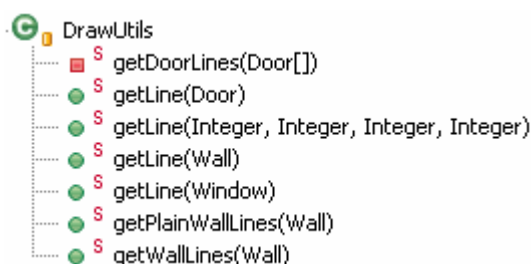 C DrawUtils
S getDoorLines(Door[])
S getLine(Door)
S getLine(Integer, Integer, Integer, Integer)
S getLine(Wall)
S getLine(Window)
S getPlainWallLines(Wall)
S getWallLines(Wall)